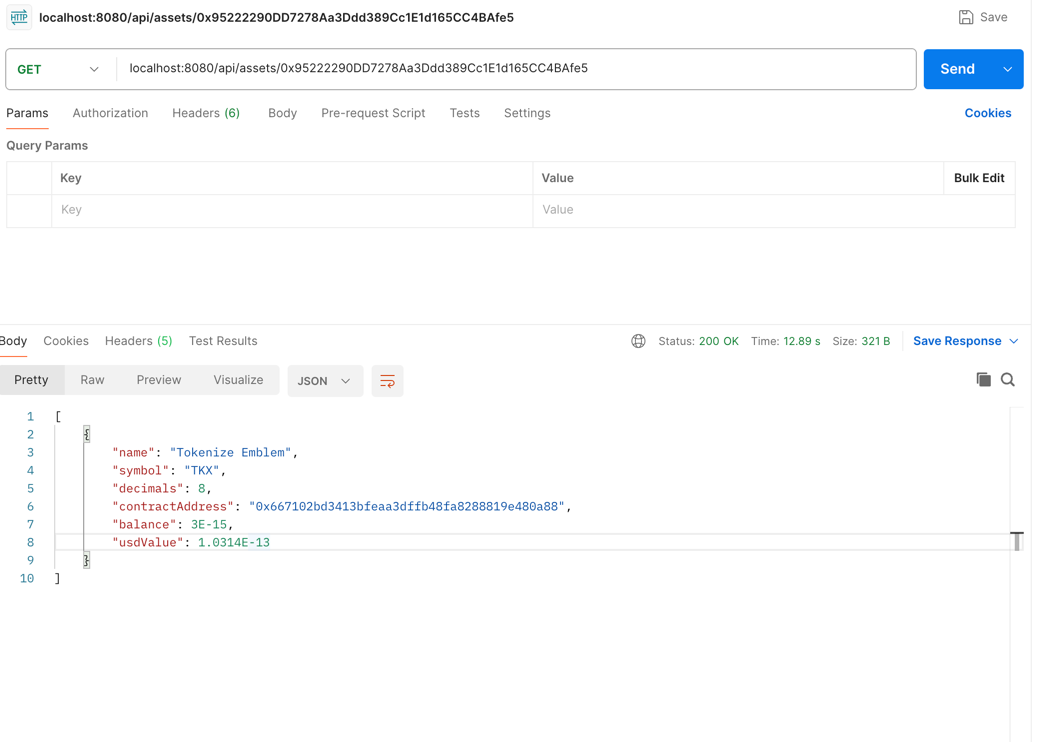 HTTP localhost:8080/api/assets/0x95222290DD7278Aa3Ddd389Cc1E1d165CC4BAfe5 Save
GET localhost:8080/api/assets/0x95222290DD7278Aa3Ddd389Cc1E1d165CC4BAfe5 Send
Params Authorization Headers (6) Body Pre-request Script Tests Settings Cookies
Query Params
Key Value Bulk Edit
Key Value
Body Cookies Headers (5) Test Results Status: 200 OK Time: 12.89 s Size: 321 B Save Response
Pretty Raw Preview Visualize JSON
1 [
2 {
3 "name": "Tokenize Emblem",
4 "symbol": "TKX",
5 "decimals": 8,
6 "contractAddress": "0x667102bd3413bfeaa3dffb48fa8288819e480a88",
7 "balance": 3E-15,
8 "usdValue": 1.0314E-13
9 }
10 ]